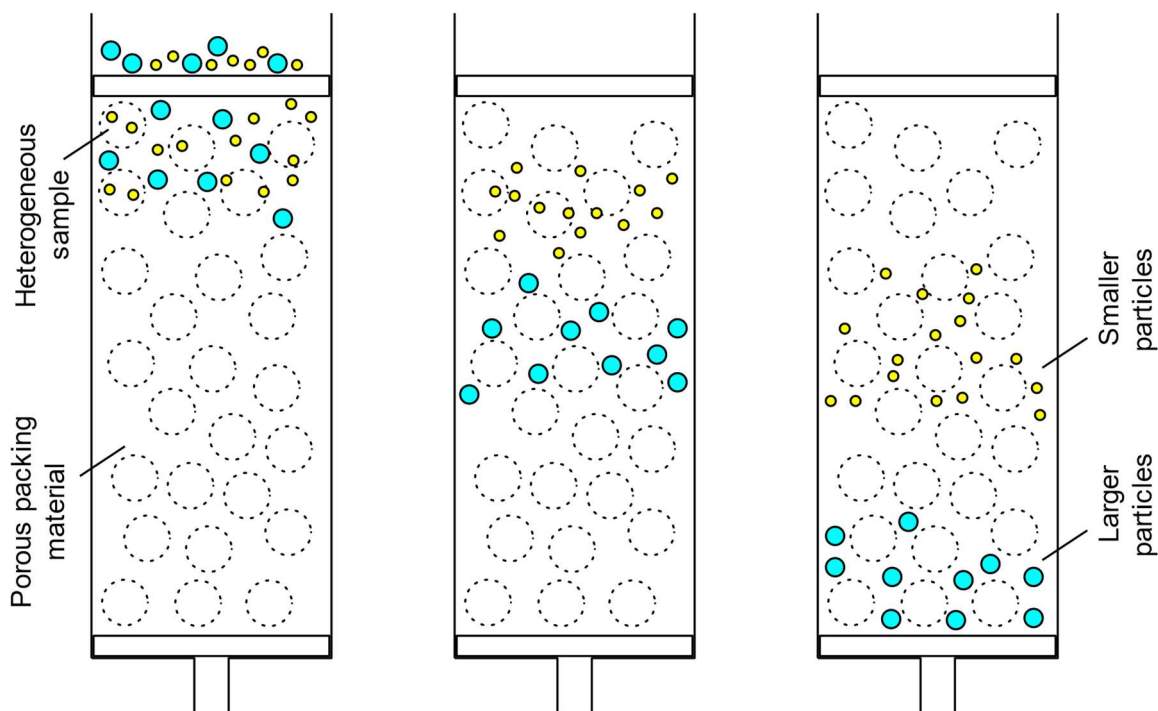 Heterogeneous
sample
Porous packing
material
Smaller
particles
Larger
particles